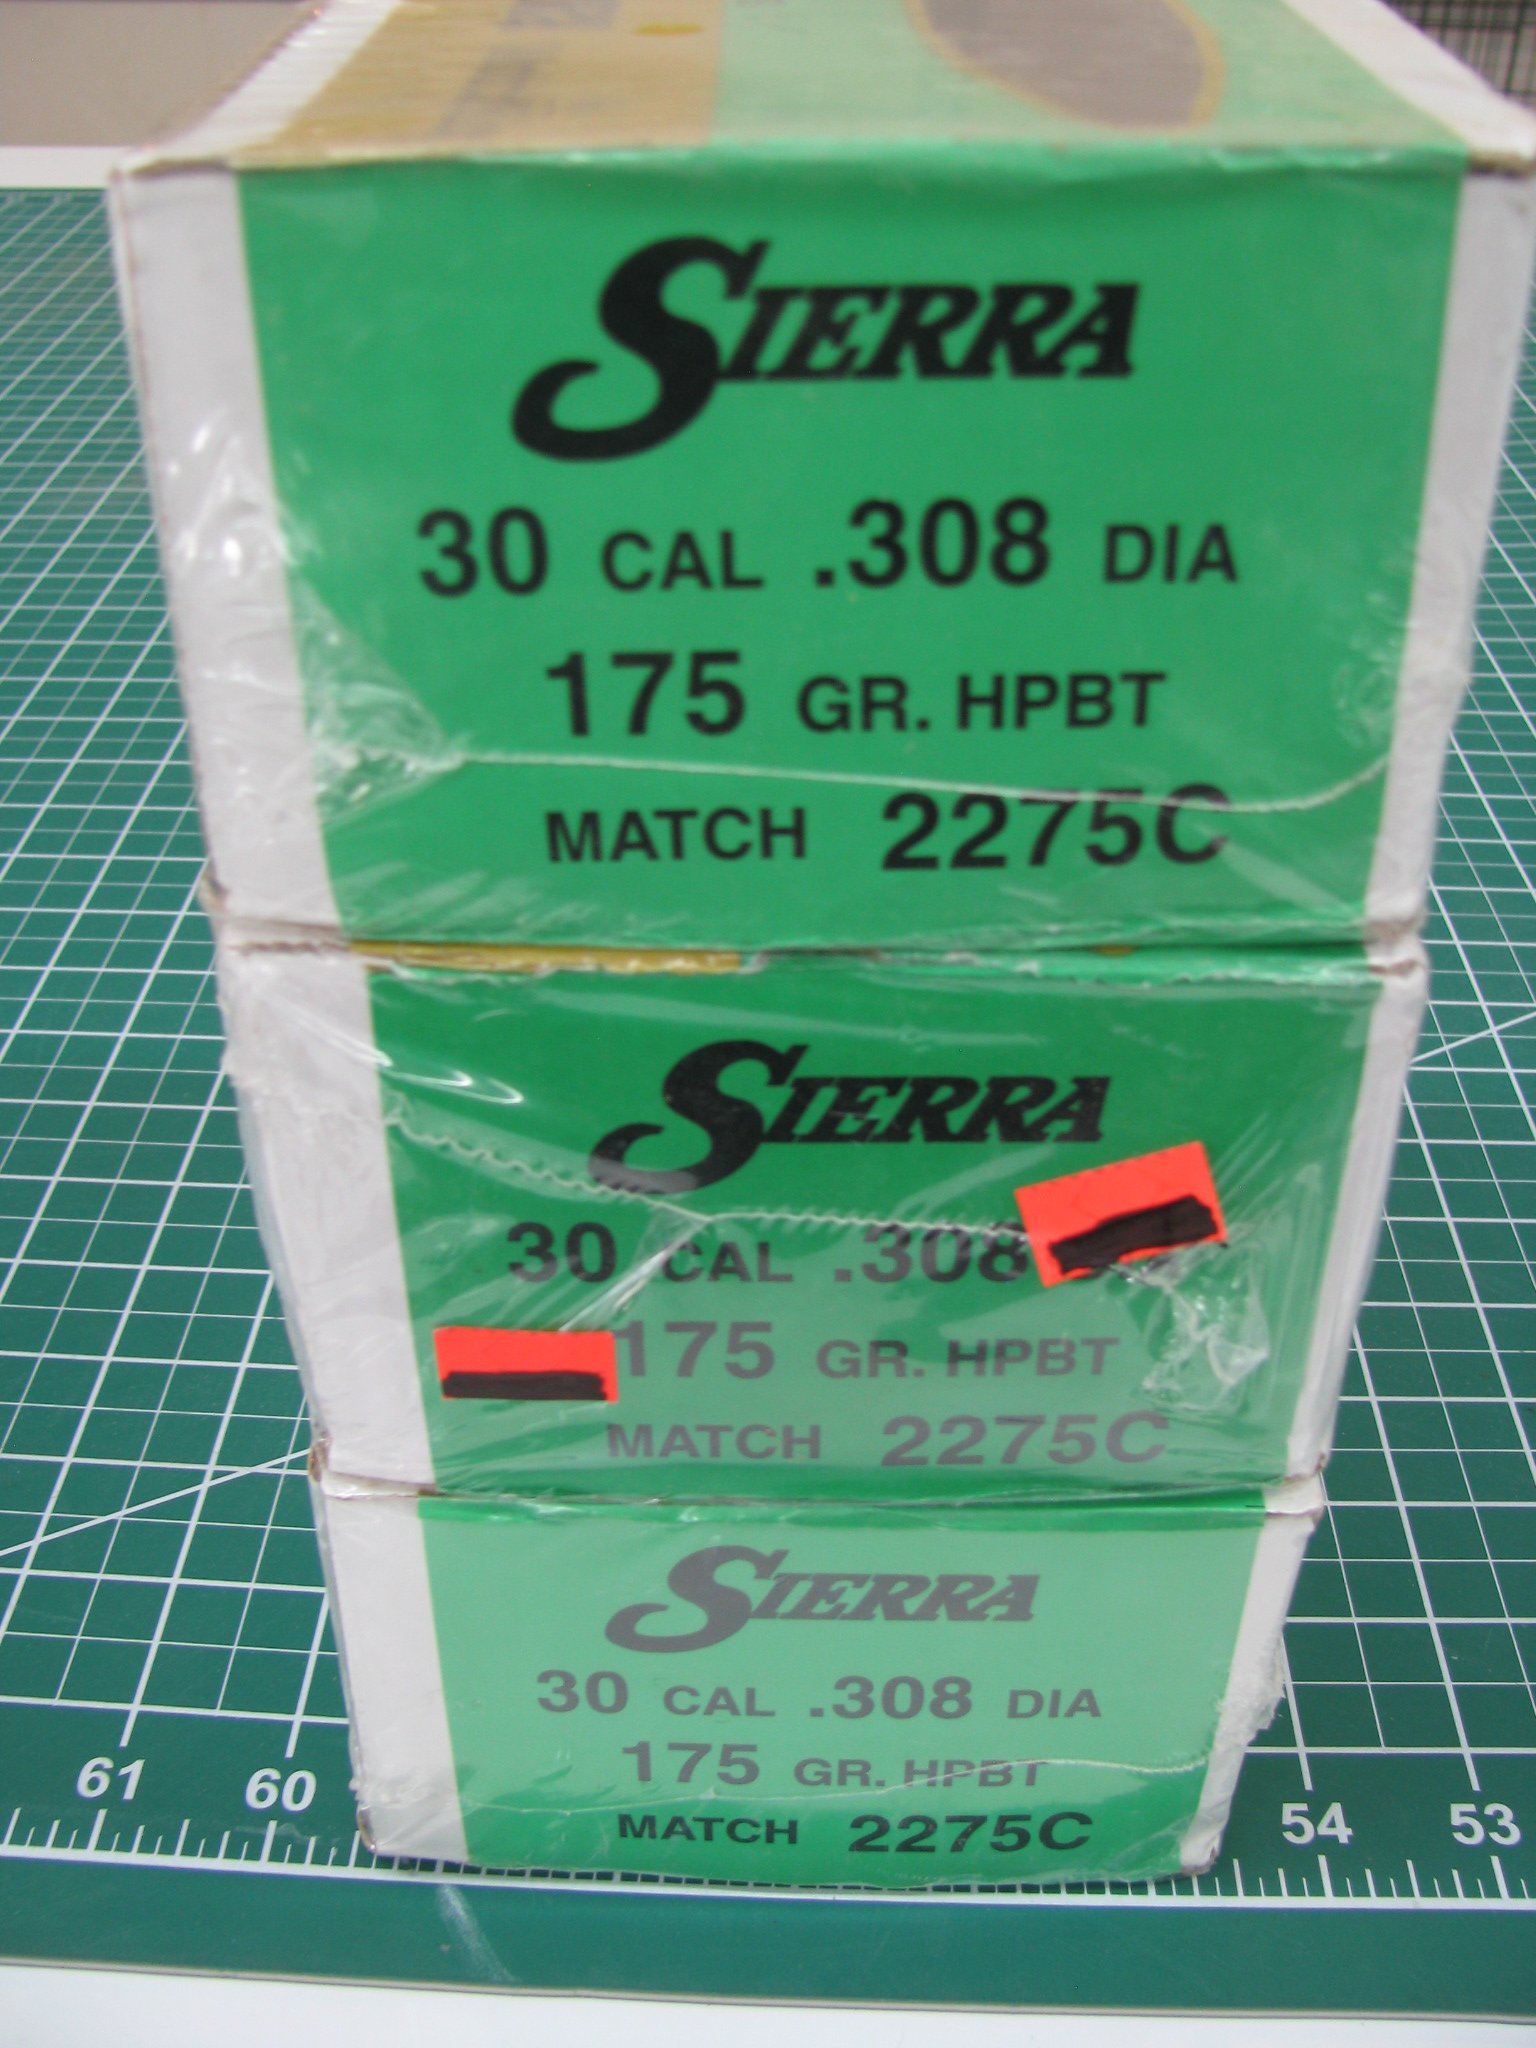 SIERRA
30 CAL .308 DIA
175 GR. HPBT
MATCH 2275C
SIERRA
30 CAL .308
175 GR. HPBT
MATCH 2275C
SIERRA
30 CAL .308 DIA
175 GR. HPBT
MATCH 2275C
61 60 54 53